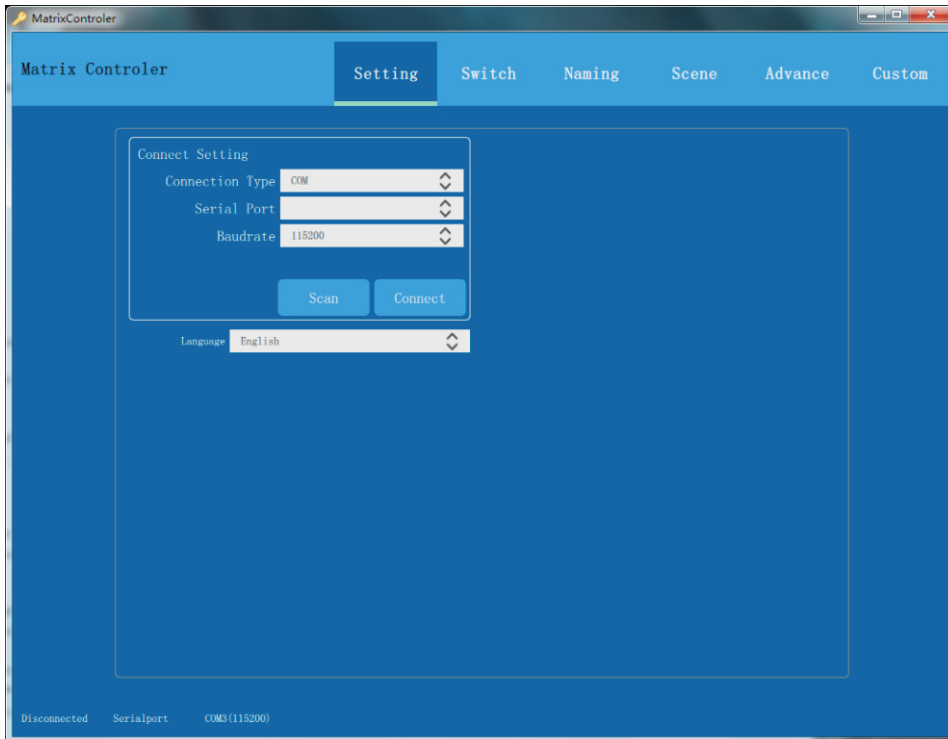 MatrixControler
Matrix Controler
Setting Switch Naming Scene Advance Custom
Connect Setting
Connection Type COM
Serial Port
Baudrate 115200
Scan Connect
Language English
Disconnected Serialport COM3(115200)